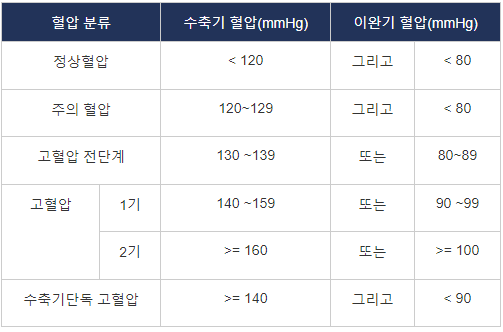 혈압 분류 수축기 혈압(mmHg) 이완기 혈압(mmHg)
정상혈압 < 120 그리고 < 80
주의 혈압 120~129 그리고 < 80
고혈압 전단계 130 ~139 또는 80~89
고혈압 1기 140 ~159 또는 90 ~99
2기 >= 160 또는 >= 100
수축기단독 고혈압 >= 140 그리고 < 90